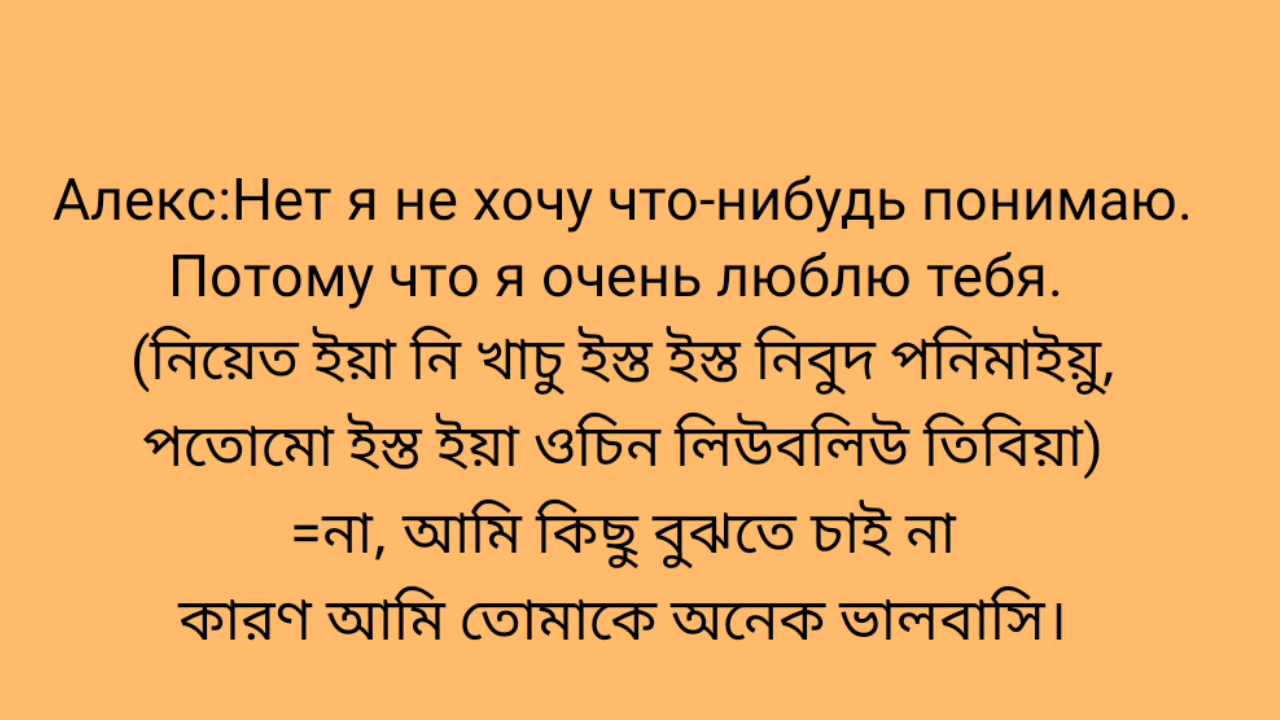 Алекс:Нет я не хочу что-нибудь понимаю.
Потому что я очень люблю тебя.
(নিয়েত ইয়া নি খাচু ইস্ত ইস্ত নিবুদ পনিমাইয়ু,
পতোমো ইস্ত ইয়া ওচিন লিউবলিউ তিবিয়া)
=না, আমি কিছু বুঝতে চাই না
কারণ আমি তোমাকে অনেক ভালবাসি।